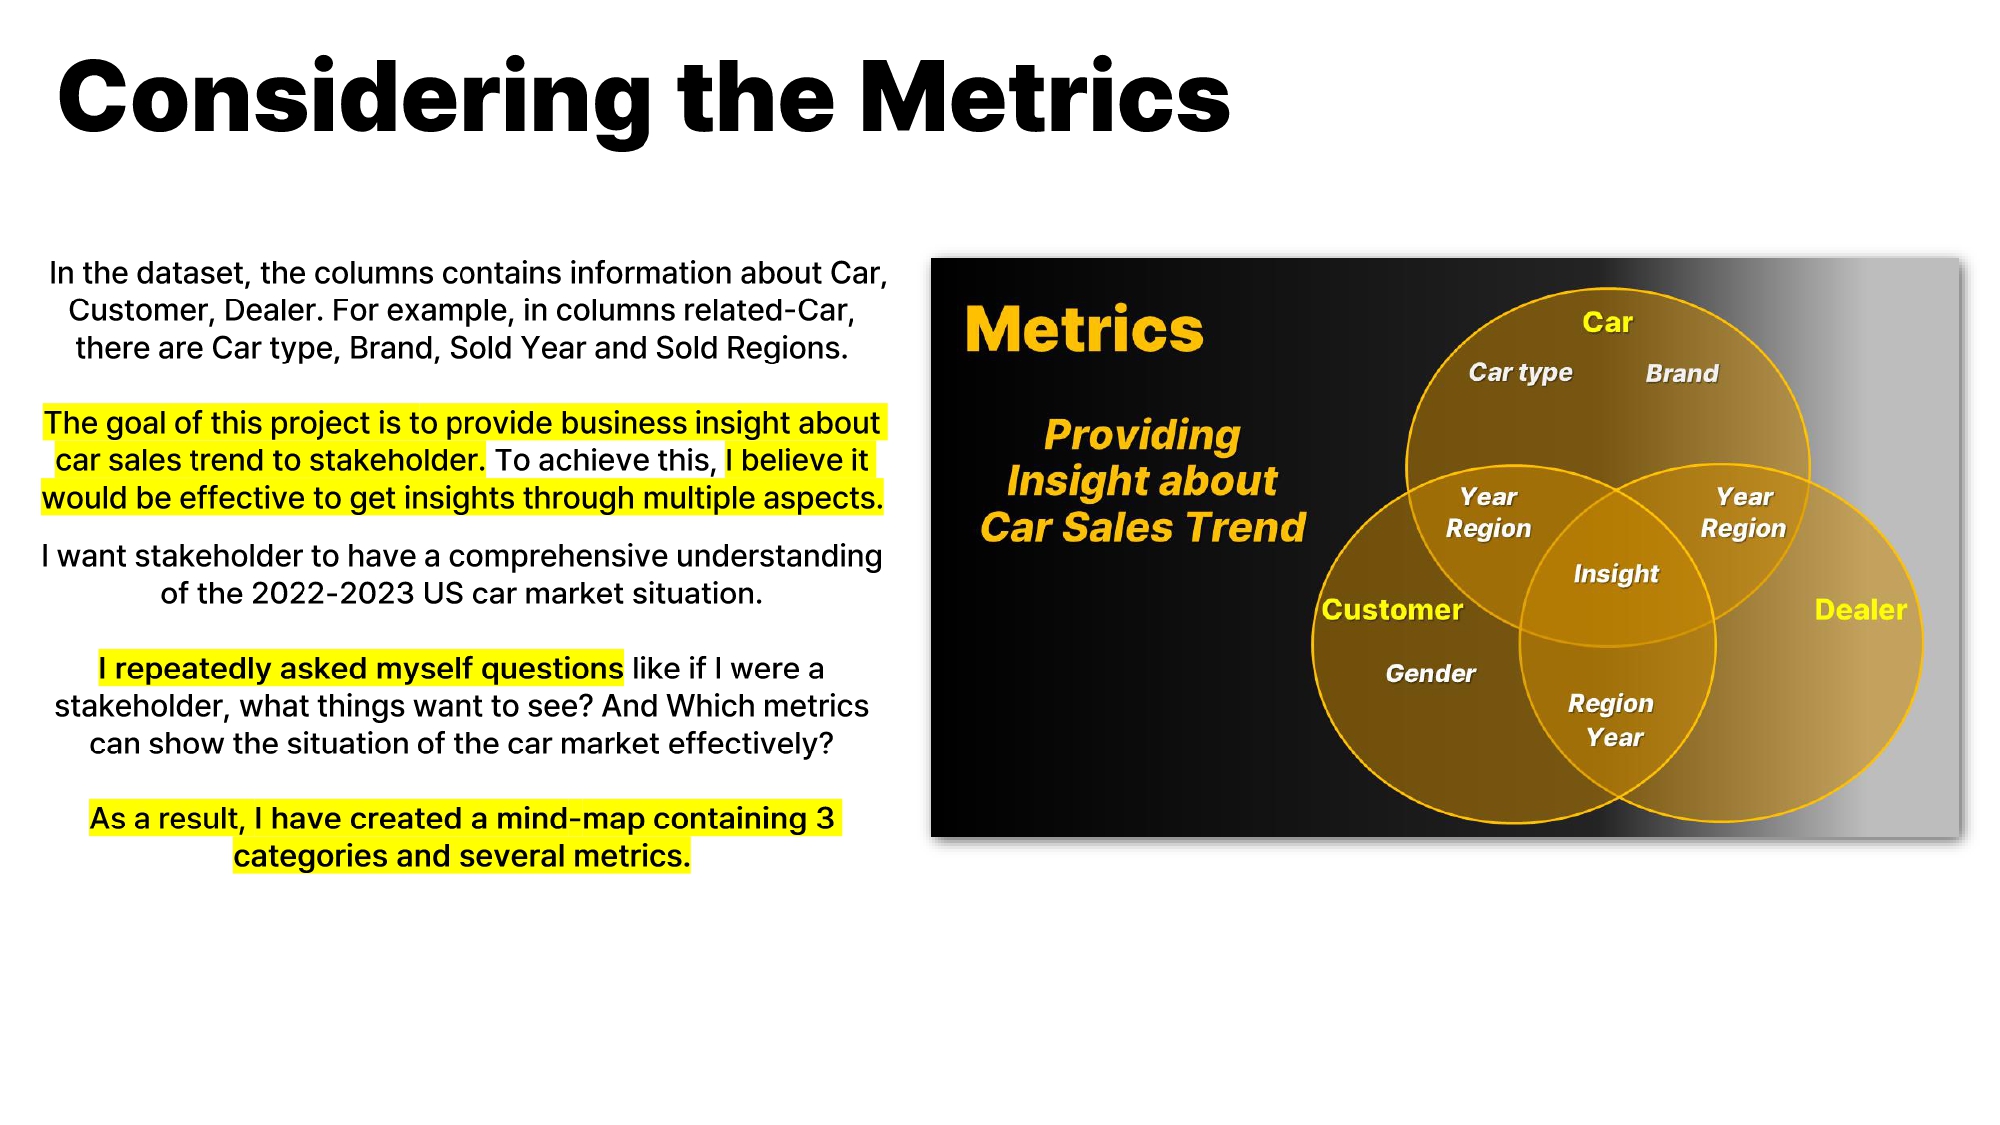 Considering the Metrics
In the dataset, the columns contains information about Car,
Customer, Dealer. For example, in columns related-Car,
there are Car type, Brand, Sold Year and Sold Regions.
The goal of this project is to provide business insight about
car sales trend to stakeholder. To achieve this, I believe it
would be effective to get insights through multiple aspects.
I want stakeholder to have a comprehensive understanding
of the 2022-2023 US car market situation.
I repeatedly asked myself questions like if I were a
stakeholder, what things want to see? And Which metrics
can show the situation of the car market effectively?
As a result, I have created a mind-map containing 3
categories and several metrics.
Metrics
Providing
Insight about
Car Sales Trend
Car
Car type Brand
Year Year
Region Region
Insight
Customer Dealer
Gender
Region
Year